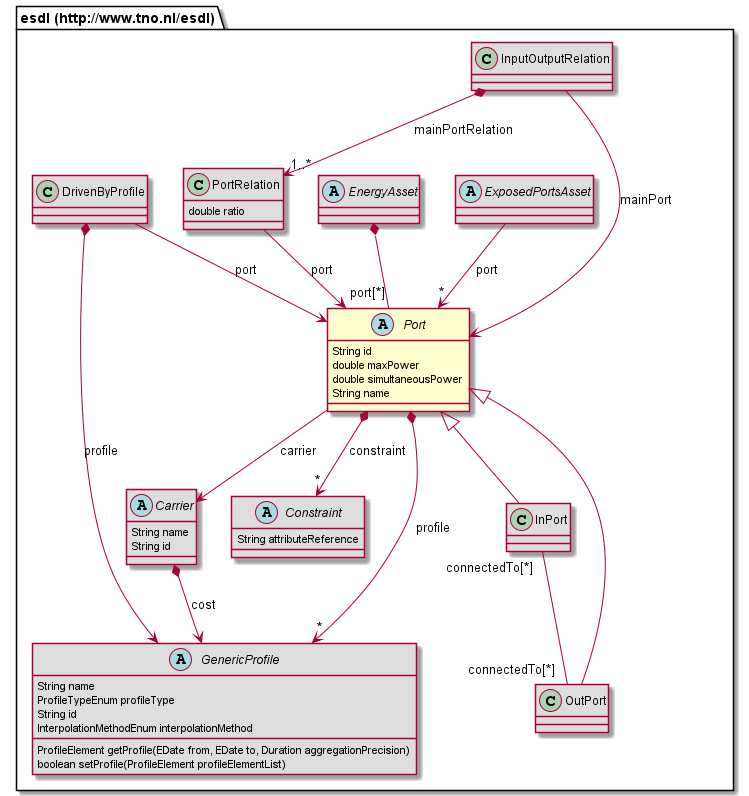 esdl (http://www.tno.nl/esdl)
C InputOutputRelation
mainPortRelation
1..*
C DrivenByProfile
C PortRelation
double ratio
A EnergyAsset
A ExposedPortsAsset
mainPort
port
port
port[*]
port
*
A Port
String id
double maxPower
double simultaneousPower
String name
profile
carrier
constraint
*
profile
A Carrier
String name
String id
A Constraint
String attributeReference
C InPort
connectedTo[*]
cost
*
connectedTo[*]
C OutPort
A GenericProfile
String name
ProfileTypeEnum profileType
String id
InterpolationMethodEnum interpolationMethod
ProfileElement getProfile(EDate from, EDate to, Duration aggregationPrecision)
boolean setProfile(ProfileElement profileElementList)